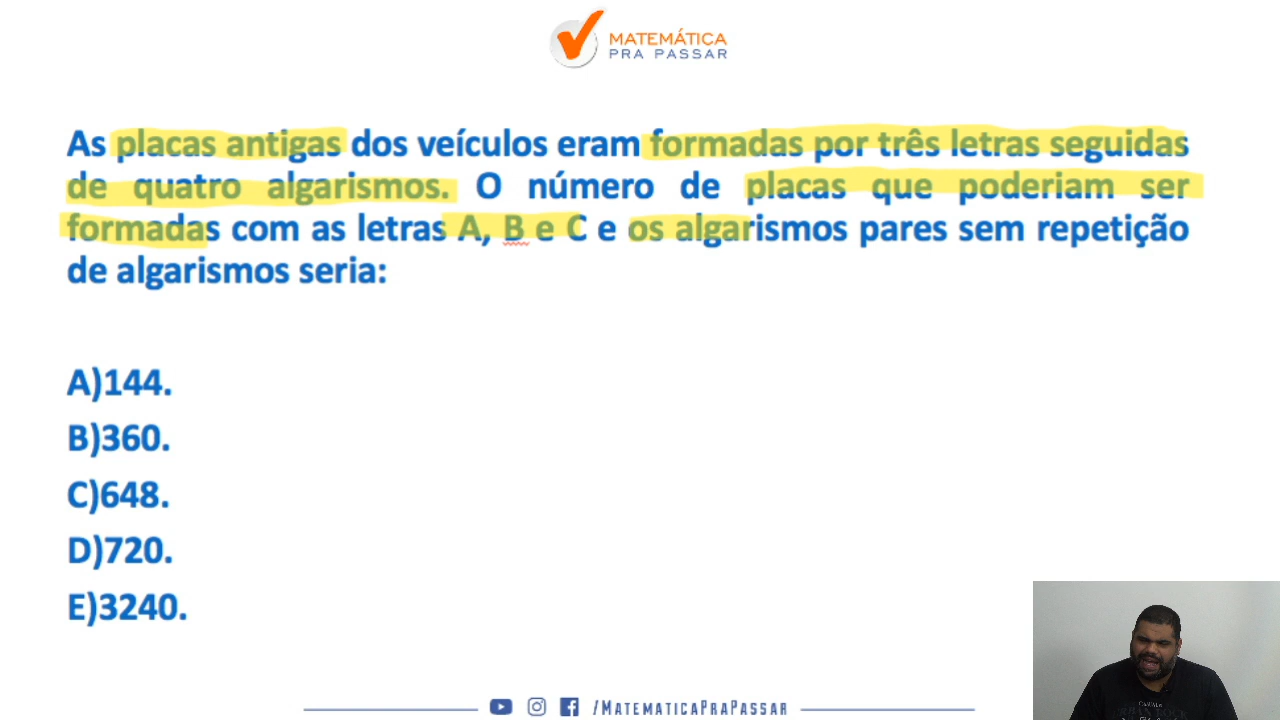 MATEMÁTICA
PRA PASSAR
As placas antigas dos veículos eram formadas por três letras seguidas
de quatro algarismos. O número de placas que poderiam ser
formadas com as letras A, B e C e os algarismos pares sem repetição
de algarismos seria:
A)144.
B)360.
C)648.
D)720.
E)3240.
/MATEMATICAPRAPASSAR